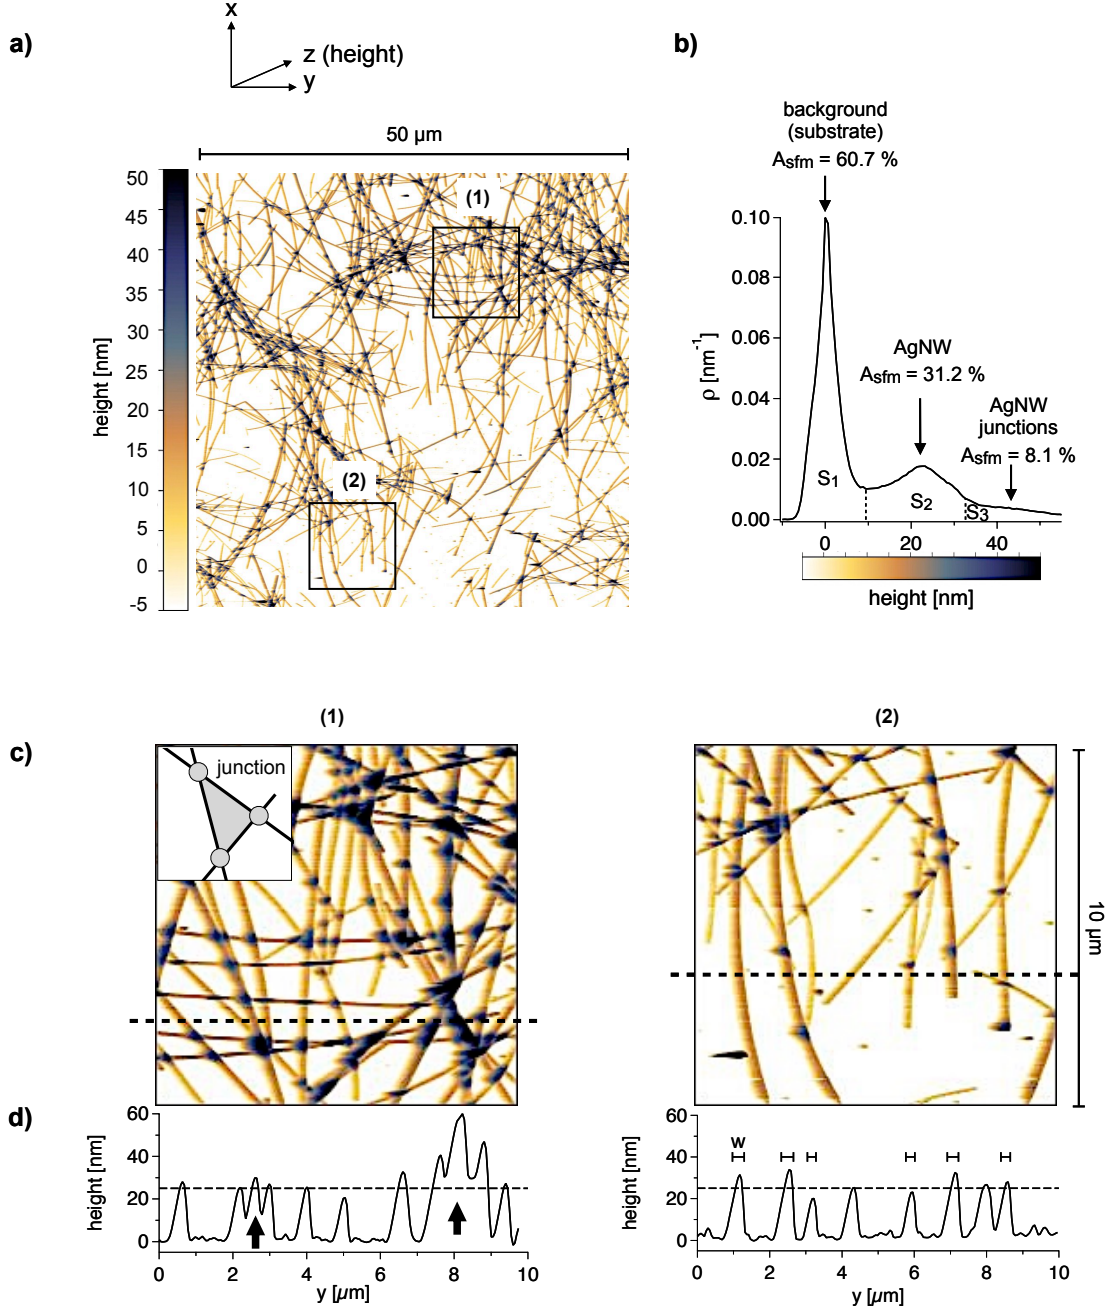 a)
x
z (height)
y
50 µm
50
45
40
35
30
25
20
15
10
5
0
-5
height [nm]
(1)
(2)
b)
background
(substrate)
Asfm = 60.7 %
AgNW
Asfm = 31.2 %
AgNW
junctions
Asfm = 8.1 %
0.10
0.08
0.06
0.04
0.02
0.00
ρ [nm-1]
S1
S2
S3
0 20 40
height [nm]
c)
(1)
junction
(2)
10 µm
d)
60
40
20
0
height [nm]
0 2 4 6 8 10
y [µm]
w
60
40
20
0
height [nm]
0 2 4 6 8 10
y [µm]